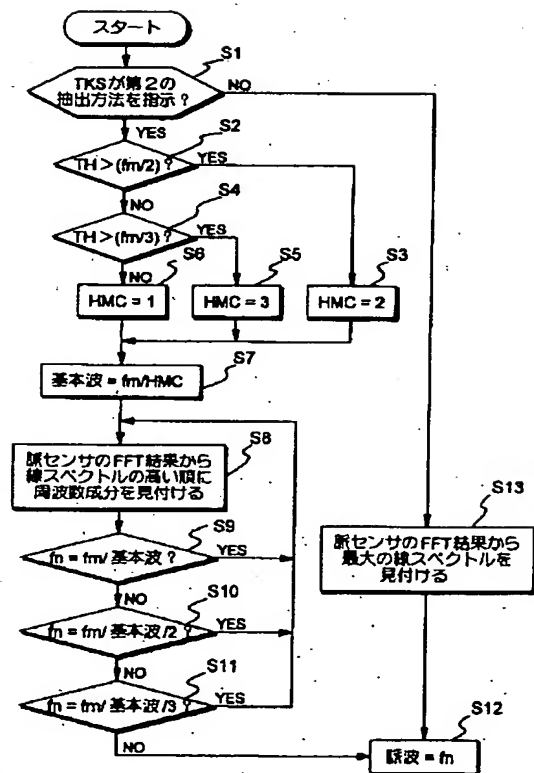 スタート
S1
TKSが第2の
抽出方法を指示?
NO
YES
S2
TH>(fm/2)?
YES
NO
S4
TH>(fm/3)?
YES
NO
S6
S5
S3
HMC=1
HMC=3
HMC=2
S7
基本波=fm/HMC
S8
脈センサのFFT結果から
線スペクトルの高い順に
周波数成分を見付ける
S9
fn=fm/基本波?
YES
NO
S10
fn=fm/基本波/2?
YES
NO
S11
fn=fm/基本波/3?
YES
NO
S13
脈センサのFFT結果から
最大の線スペクトルを
見付ける
S12
脈波=fn